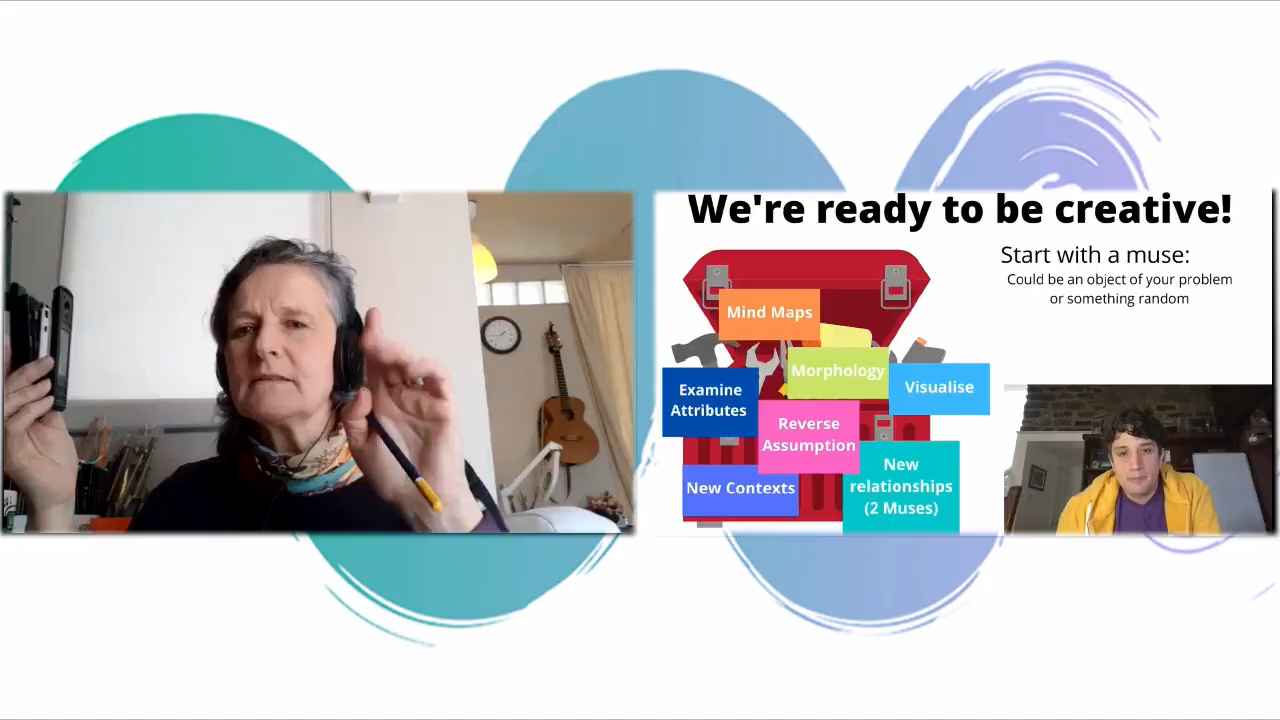 We're ready to be creative!
Start with a muse:
Could be an object of your problem
or something random
Mind Maps
Morphology
Visualise
Examine
Attributes
Reverse
Assumption
New Contexts
New
relationships
(2 Muses)